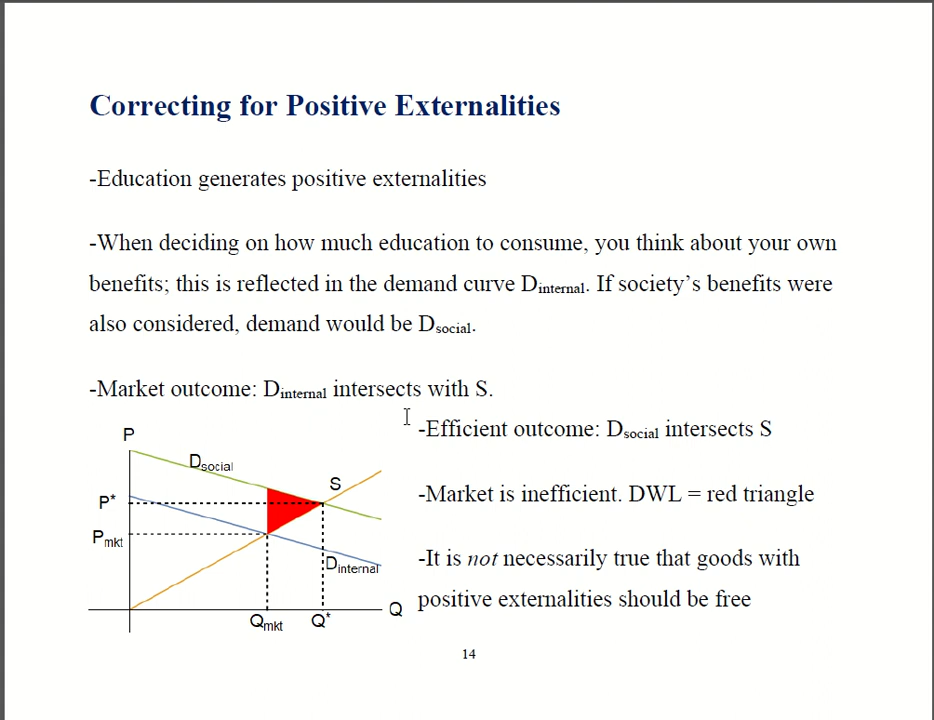 Correcting for Positive Externalities
-Education generates positive externalities
-When deciding on how much education to consume, you think about your own
benefits; this is reflected in the demand curve Dinternal. If society’s benefits were
also considered, demand would be Dsocial.
-Market outcome: Dinternal intersects with S.
-Efficient outcome: Dsocial intersects S
-Market is inefficient. DWL = red triangle
-It is not necessarily true that goods with
positive externalities should be free
P
Dsocial
S
P*
Pmkt
Dinternal
Q
Qmkt
Q*
14